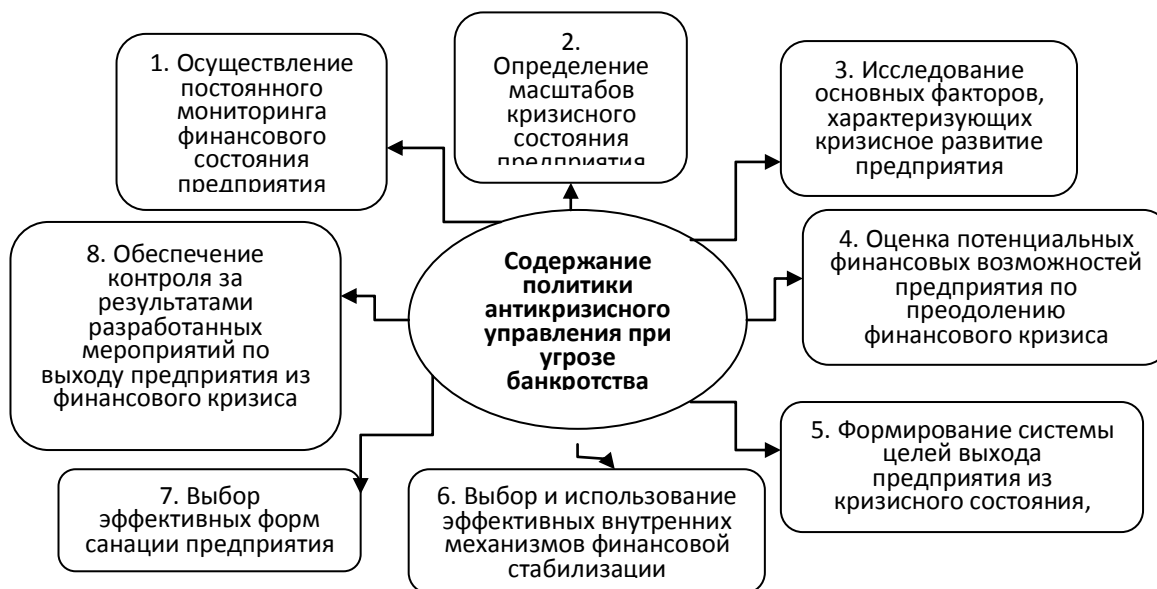 1. Осуществление
постоянного
мониторинга
финансового
состояния
предприятия
2.
Определение
масштабов
кризисного
состояния
предприятия
3. Исследование
основных факторов,
характеризующих
кризисное развитие
предприятия
4. Оценка потенциальных
финансовых возможностей
предприятия по
преодолению
финансового кризиса
5. Формирование системы
целей выхода
предприятия из
кризисного состояния,
6. Выбор и использование
эффективных внутренних
механизмов финансовой
стабилизации
7. Выбор
эффективных форм
санации предприятия
8. Обеспечение
контроля за
результатами
разработанных
мероприятий по
выходу предприятия из
финансового кризиса
Содержание
политики
антикризисного
управления при
угрозе
банкротства